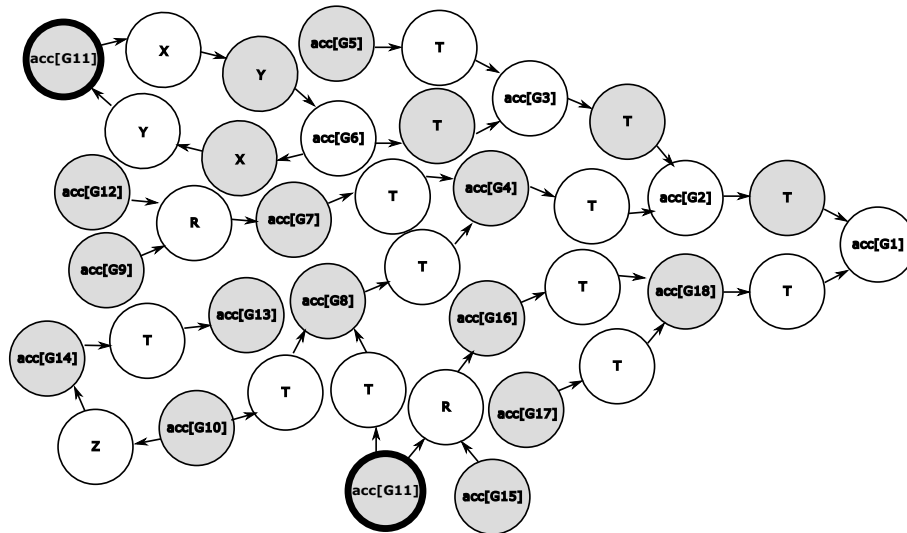 acc[G11]
X
Y
acc[G5]
T
acc[G3]
T
Y
X
acc[G6]
T
acc[G12]
R
acc[G7]
T
acc[G4]
T
acc[G2]
T
acc[G1]
acc[G9]
T
acc[G14]
T
acc[G13]
acc[G8]
acc[G16]
T
acc[G18]
T
T
Z
acc[G10]
T
T
R
acc[G17]
acc[G11]
acc[G15]